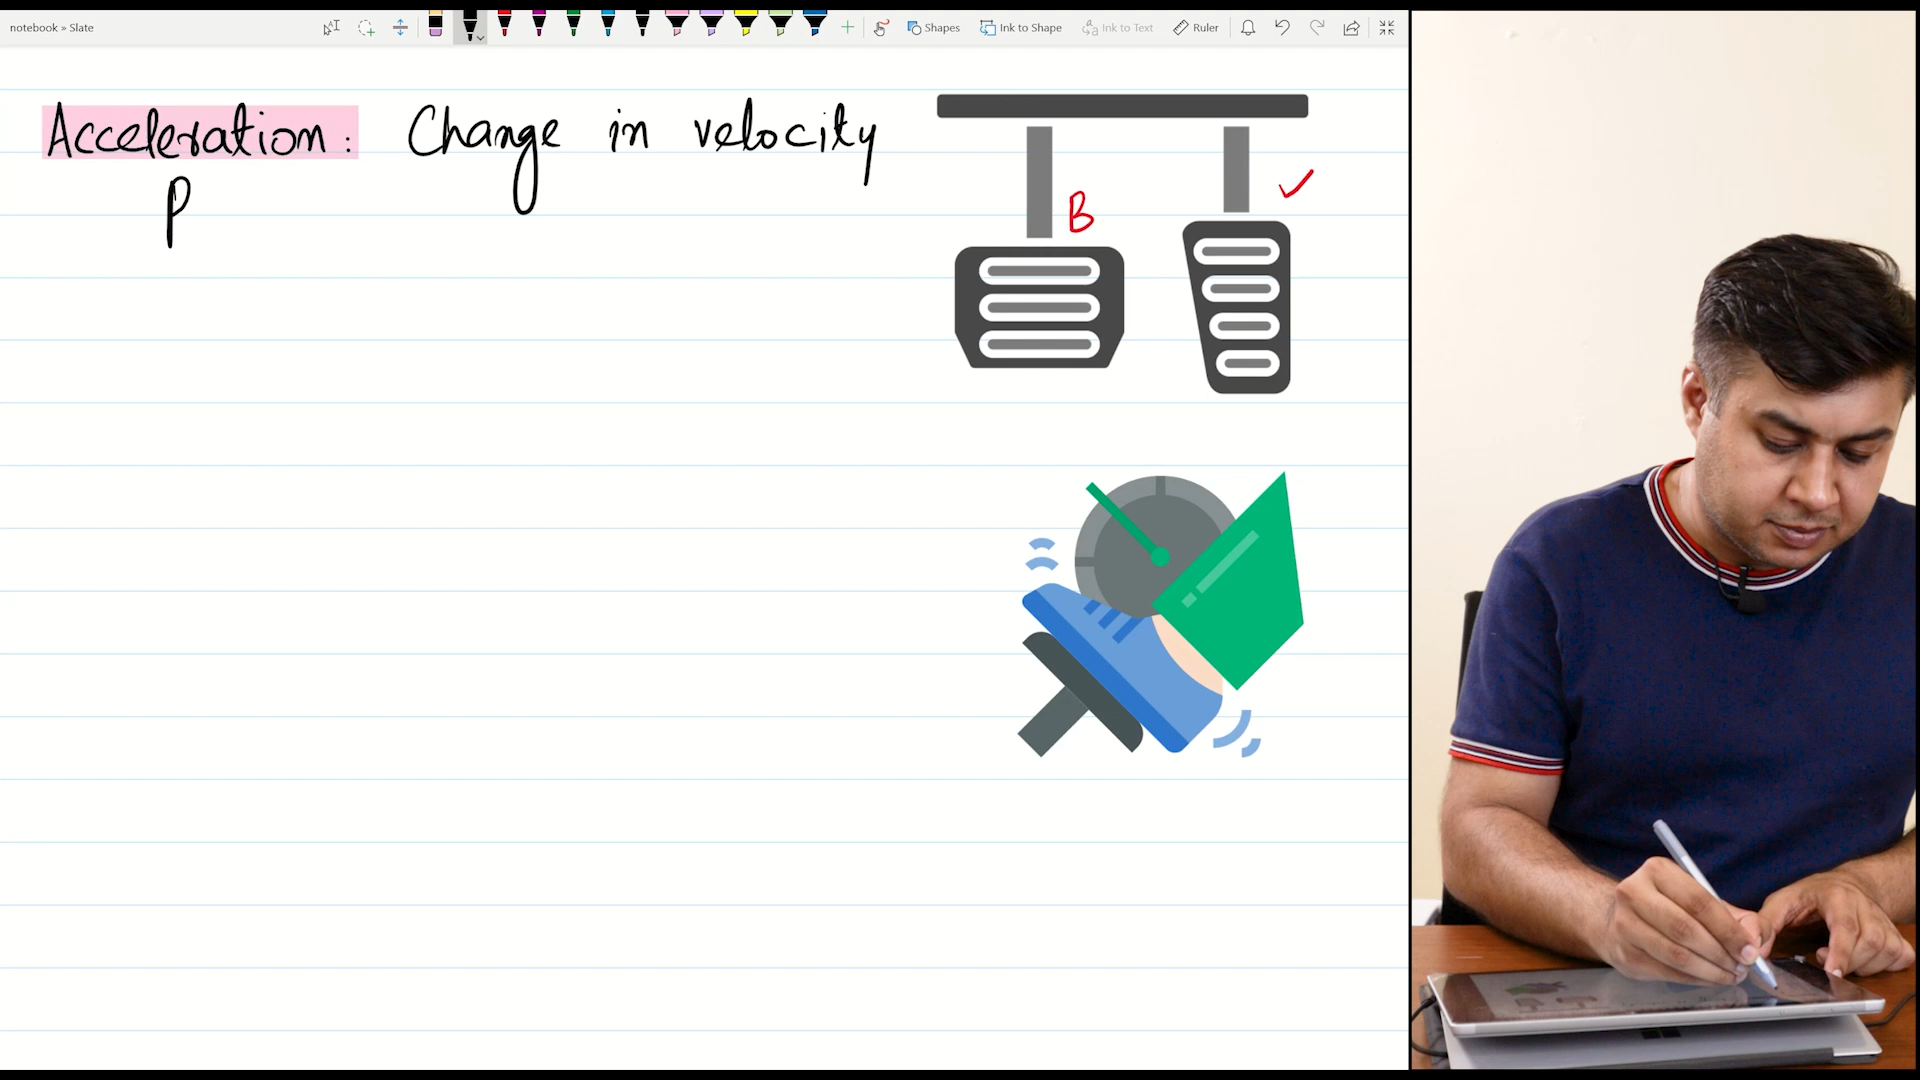 notebook » Slate
Shapes
Ink to Shape
Ink to Text
Ruler
Acceleration: Change in velocity
P
B